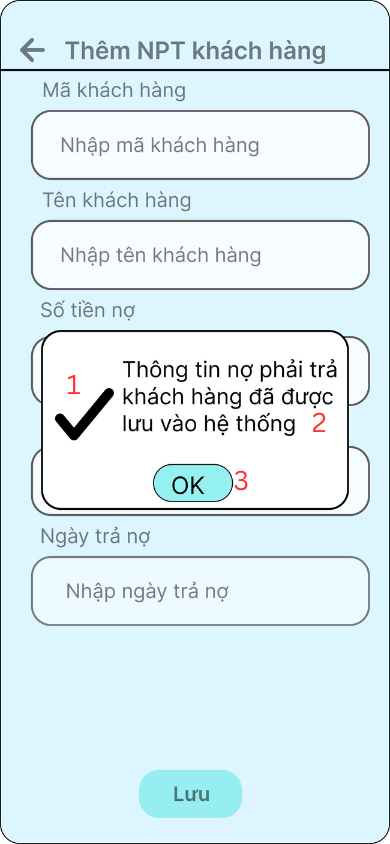 Thêm NPT khách hàng
Mã khách hàng
Nhập mã khách hàng
Tên khách hàng
Nhập tên khách hàng
Số tiền nợ
1
Thông tin nợ phải trả
khách hàng đã được
lưu vào hệ thống 2
OK 3
Ngày trả nợ
Nhập ngày trả nợ
Lưu